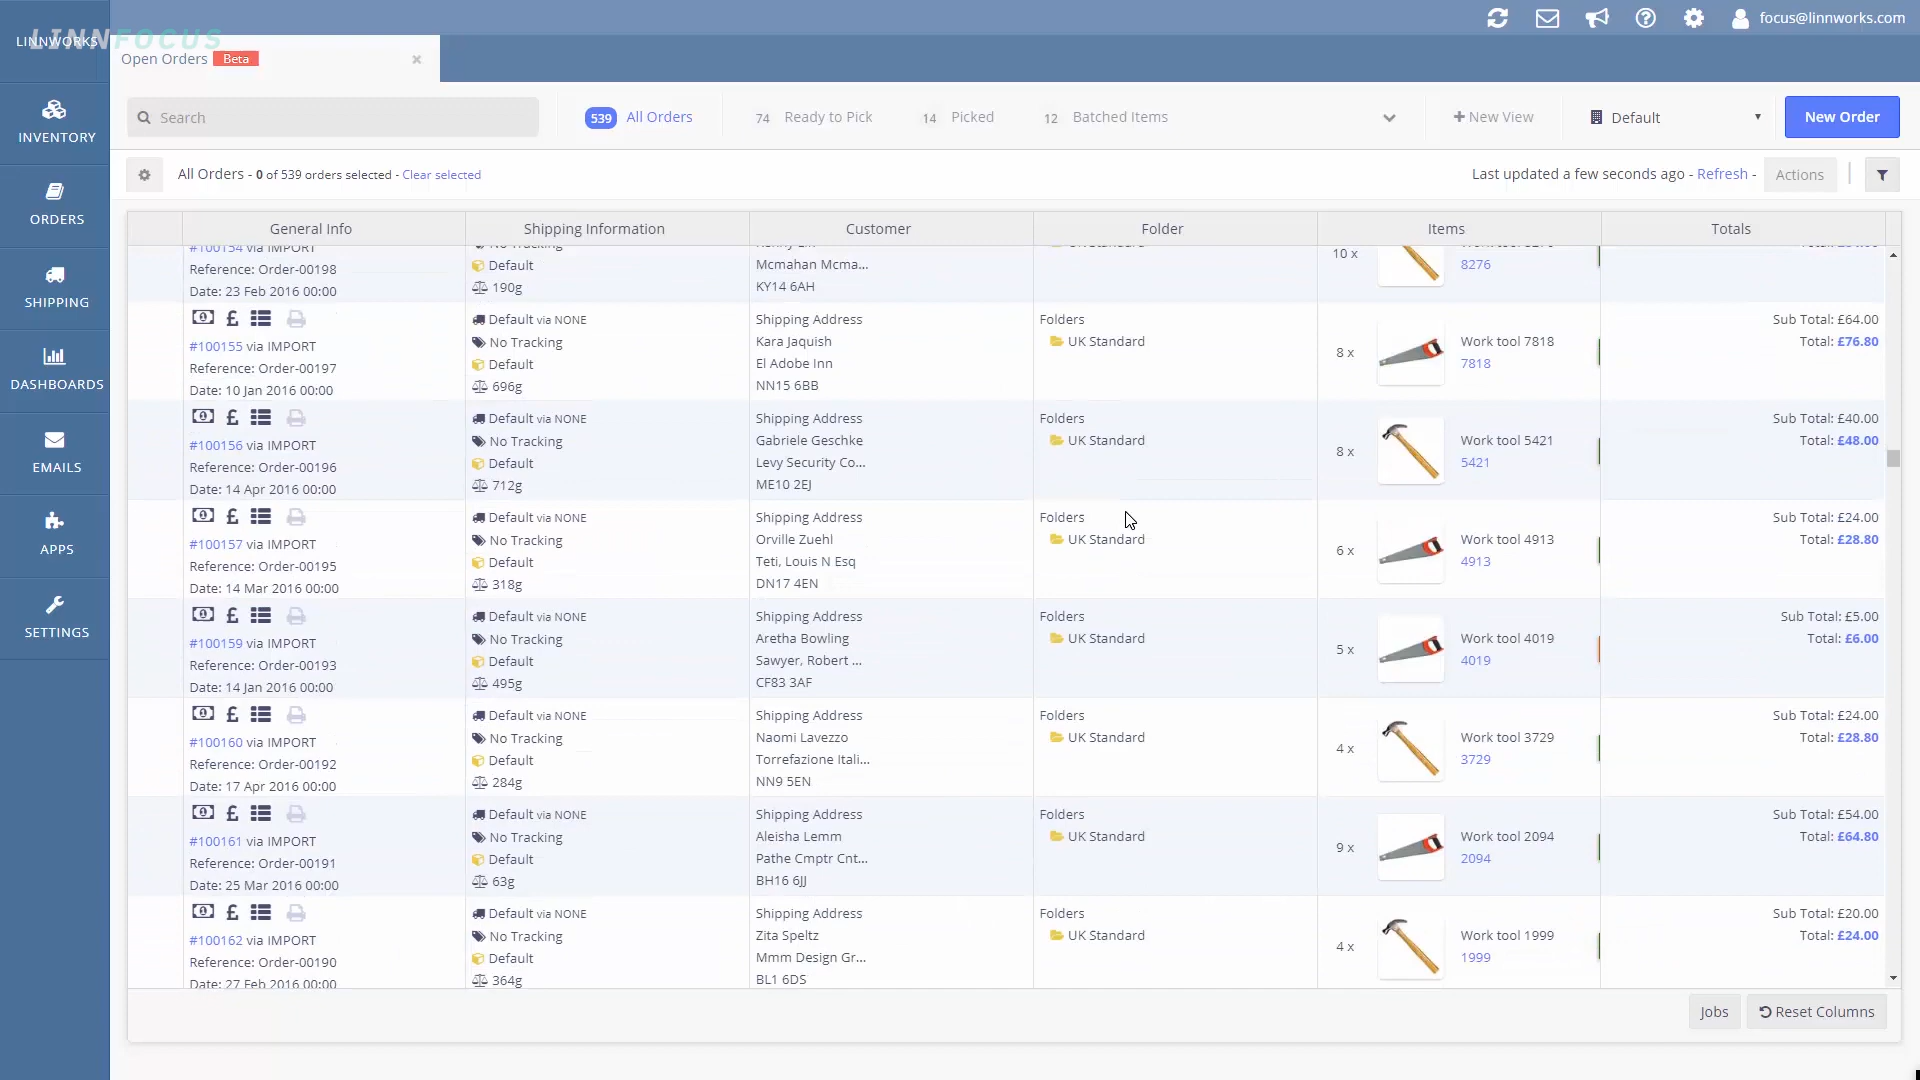 LINNWORKS
LINNFOCUS
focus@linnworks.com
Open Orders Beta
Search
539 All Orders
74 Ready to Pick
14 Picked
12 Batched Items
New View
Default
New Order
INVENTORY
ORDERS
SHIPPING
DASHBOARDS
EMAILS
APPS
SETTINGS
All Orders - 0 of 539 orders selected - Clear selected
Last updated a few seconds ago - Refresh -
Actions
General Info
Shipping Information
Customer
Folder
Items
Totals
#100154 via IMPORT
Reference: Order-00198
Date: 23 Feb 2016 00:00
No Tracking
Default
190g
Mcmahan Mcma...
KY14 6AH
10 x
8276
#100155 via IMPORT
Reference: Order-00197
Date: 10 Jan 2016 00:00
Default via NONE
No Tracking
Default
696g
Shipping Address
Kara Jaquish
El Adobe Inn
NN15 6BB
Folders
UK Standard
8 x
Work tool 7818
7818
Sub Total: £64.00
Total: £76.80
#100156 via IMPORT
Reference: Order-00196
Date: 14 Apr 2016 00:00
Default via NONE
No Tracking
Default
712g
Shipping Address
Gabriele Geschke
Levy Security Co...
ME10 2EJ
Folders
UK Standard
8 x
Work tool 5421
5421
Sub Total: £40.00
Total: £48.00
#100157 via IMPORT
Reference: Order-00195
Date: 14 Mar 2016 00:00
Default via NONE
No Tracking
Default
318g
Shipping Address
Orville Zuehl
Teti, Louis N Esq
DN17 4EN
Folders
UK Standard
6 x
Work tool 4913
4913
Sub Total: £24.00
Total: £28.80
#100159 via IMPORT
Reference: Order-00193
Date: 14 Jan 2016 00:00
Default via NONE
No Tracking
Default
495g
Shipping Address
Aretha Bowling
Sawyer, Robert ...
CF83 3AF
Folders
UK Standard
5 x
Work tool 4019
4019
Sub Total: £5.00
Total: £6.00
#100160 via IMPORT
Reference: Order-00192
Date: 17 Apr 2016 00:00
Default via NONE
No Tracking
Default
284g
Shipping Address
Naomi Lavezzo
Torrefazione Itali...
NN9 5EN
Folders
UK Standard
4 x
Work tool 3729
3729
Sub Total: £24.00
Total: £28.80
#100161 via IMPORT
Reference: Order-00191
Date: 25 Mar 2016 00:00
Default via NONE
No Tracking
Default
63g
Shipping Address
Aleisha Lemm
Pathe Cmptr Cnt...
BH16 6JJ
Folders
UK Standard
9 x
Work tool 2094
2094
Sub Total: £54.00
Total: £64.80
#100162 via IMPORT
Reference: Order-00190
Date: 27 Feb 2016 00:00
Default via NONE
No Tracking
Default
364g
Shipping Address
Zita Speltz
Mmm Design Gr...
BL1 6DS
Folders
UK Standard
4 x
Work tool 1999
1999
Sub Total: £20.00
Total: £24.00
Jobs
Reset Columns